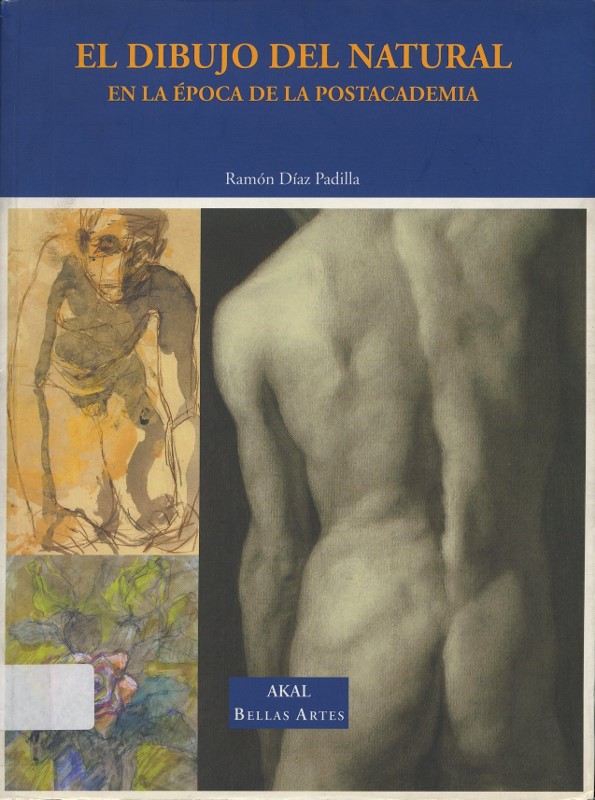 EL DIBUJO DEL NATURAL
EN LA ÉPOCA DE LA POSTACADEMIA
Ramón Díaz Padilla
AKAL
BELLAS ARTES